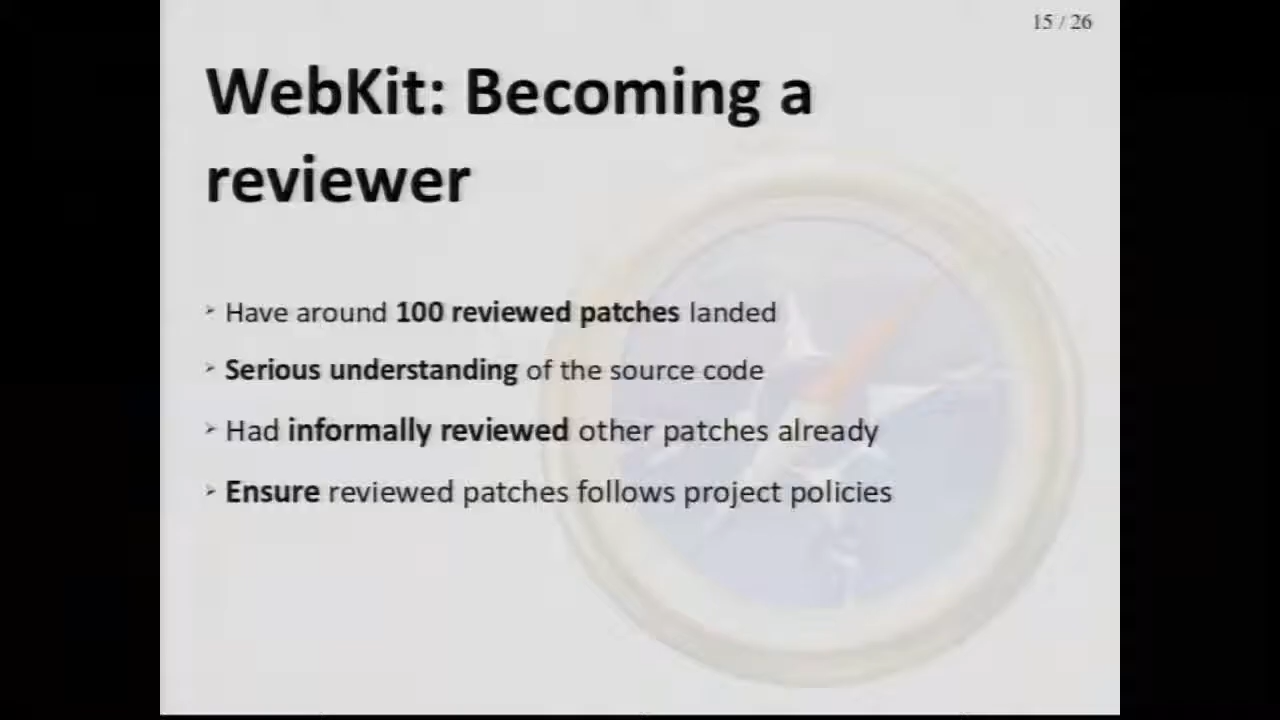 15 / 26
WebKit: Becoming a
reviewer
Have around 100 reviewed patches landed
Serious understanding of the source code
Had informally reviewed other patches already
Ensure reviewed patches follows project policies